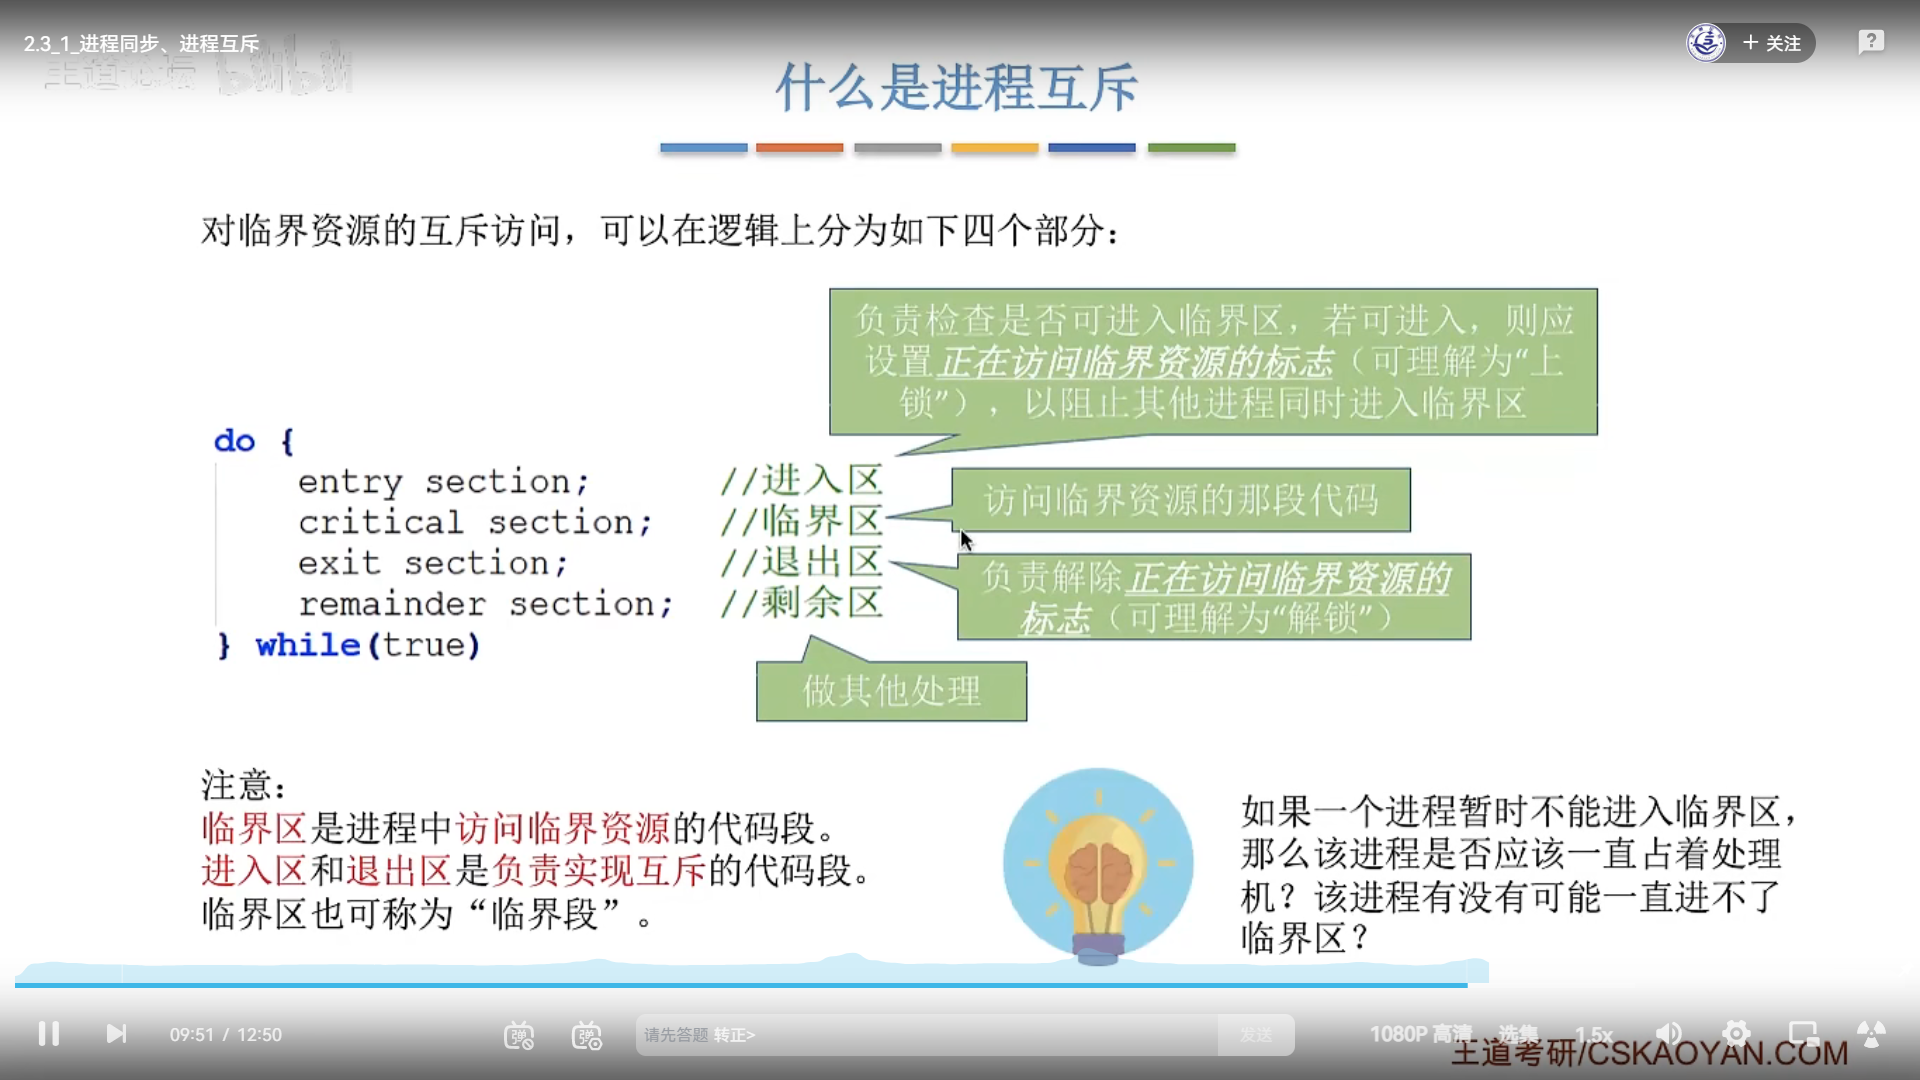 2.3_1_进程同步、进程互斥
王道论坛 bilibili
+ 关注
什么是进程互斥
对临界资源的互斥访问，可以在逻辑上分为如下四个部分：
负责检查是否可进入临界区，若可进入，则应
设置正在访问临界资源的标志（可理解为“上
锁”），以阻止其他进程同时进入临界区
do {
entry section; //进入区
critical section; //临界区
exit section; //退出区
remainder section; //剩余区
} while(true)
访问临界资源的那段代码
负责解除正在访问临界资源的
标志（可理解为“解锁”）
做其他处理
注意：
临界区是进程中访问临界资源的代码段。
进入区和退出区是负责实现互斥的代码段。
临界区也可称为“临界段”。
如果一个进程暂时不能进入临界区，
那么该进程是否应该一直占着处理
机？该进程有没有可能一直进不了
临界区？
09:51 / 12:50
弹
弹
请先答题 转正>
发送
1080P 高清
选集
1.5x
王道考研/CSKAOYAN.COM